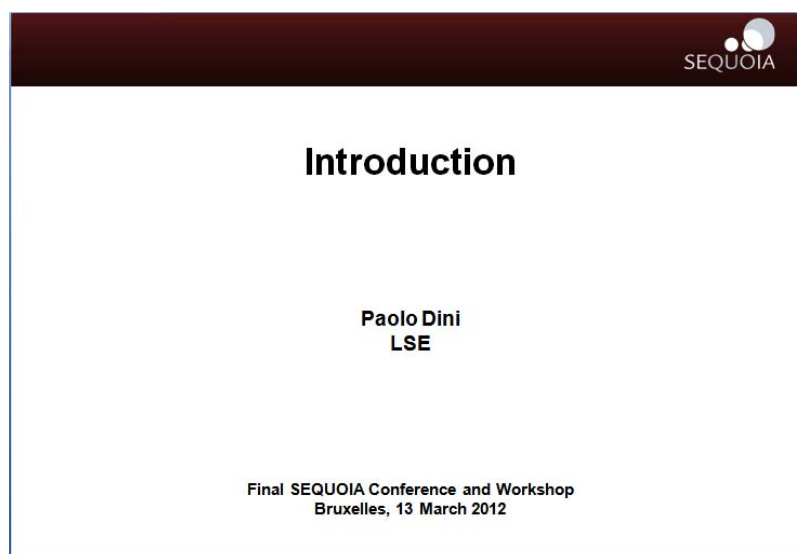 SEQUOIA
Introduction
Paolo Dini
LSE
Final SEQUOIA Conference and Workshop
Bruxelles, 13 March 2012